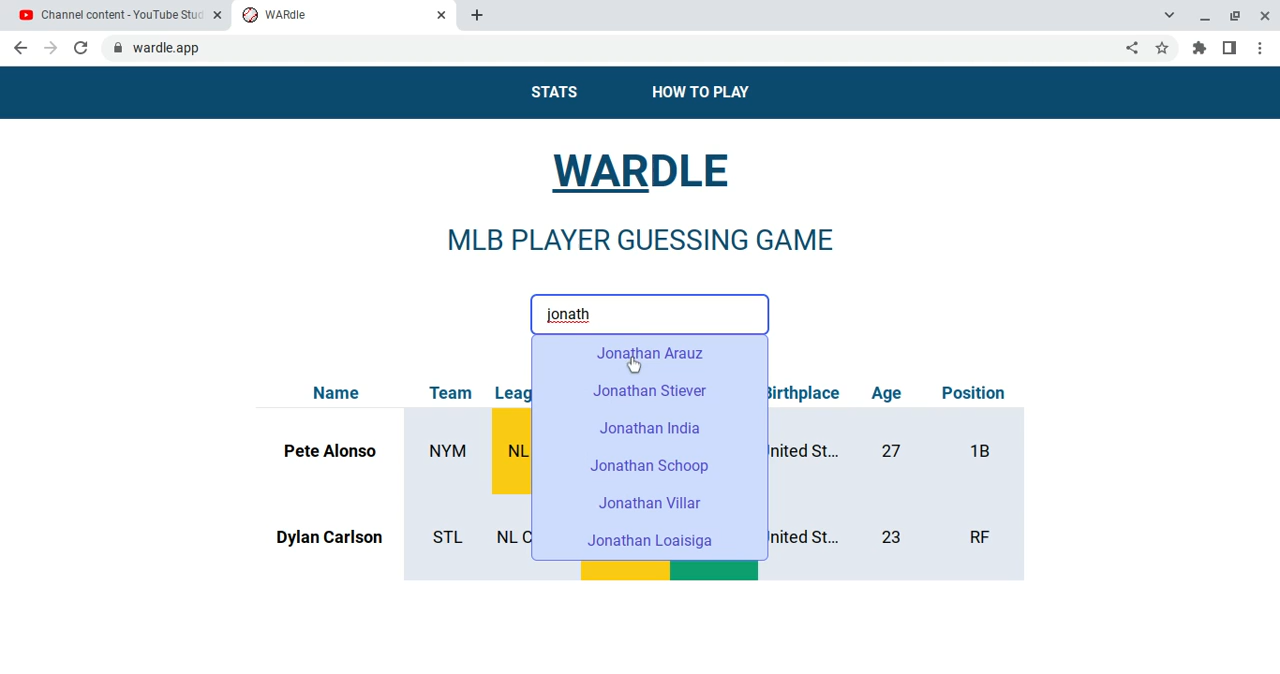 Channel content - YouTube Stud
WARdle
wardle.app
STATS HOW TO PLAY
WARDLE
MLB PLAYER GUESSING GAME
jonath
Jonathan Arauz
Jonathan Stiever
Jonathan India
Jonathan Schoop
Jonathan Villar
Jonathan Loaisiga
Name Team Leag Birthplace Age Position
Pete Alonso NYM NL nited St... 27 1B
Dylan Carlson STL NL C nited St... 23 RF